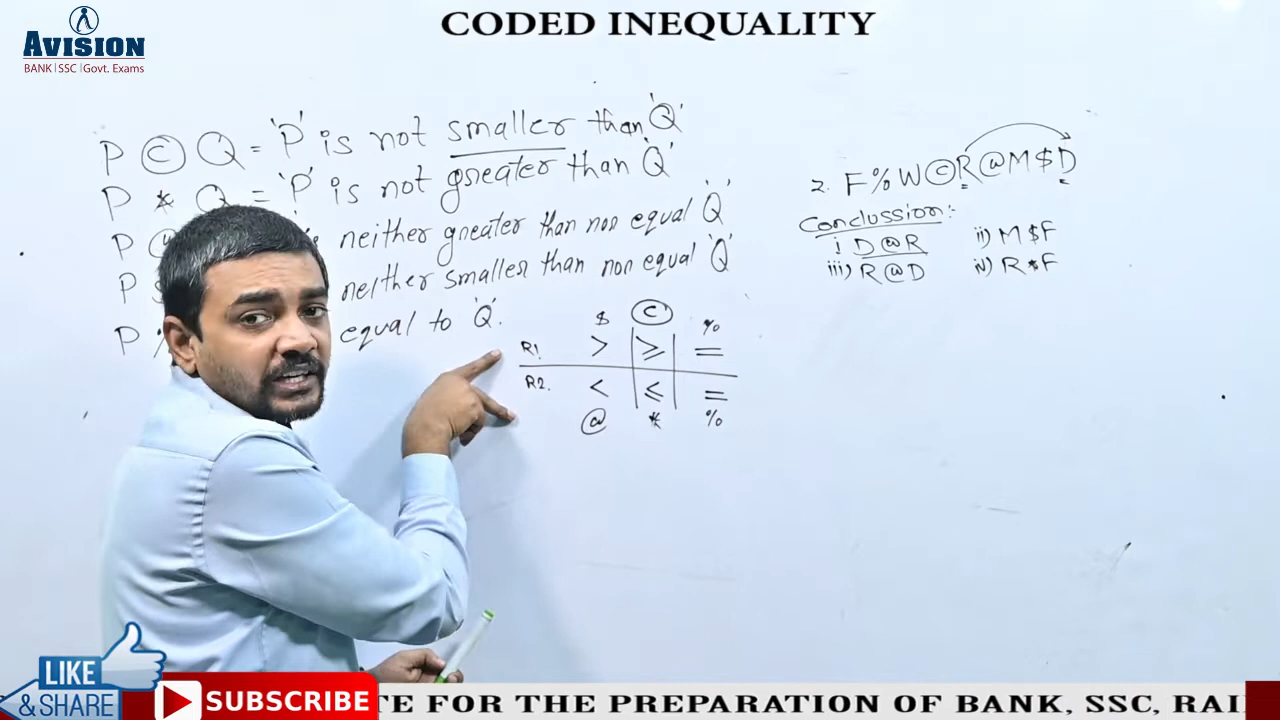 CODED INEQUALITY
AVISION
BANK | SSC | Govt. Exams
P © Q = 'P' is not smaller than 'Q'
P * Q = 'P' is not greater than 'Q'
P @ neither greater than nor equal 'Q'
P $ neither smaller than nor equal 'Q'
P % equal to 'Q'.
$ © %
R1. > ≥ =
R2. < ≤ =
@ * %
2. F % W © R @ M $ D
Conclussion:-
i) D @ R ii) M $ F
iii) R @ D iv) R $ F
LIKE
& SHARE
SUBSCRIBE
TE FOR THE PREPARATION OF BANK, SSC, RAI